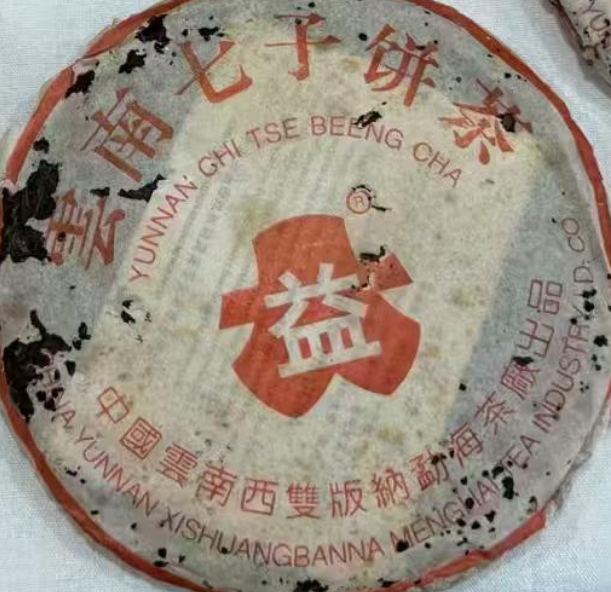 雲南七子饼茶
YUNNAN CHI TSE BEENG CHA
®
益
中國雲南西雙版納勐海茶廠出品
YUNNAN XISHUANGBANNA MENGHAI TEA INDUSTRY CO